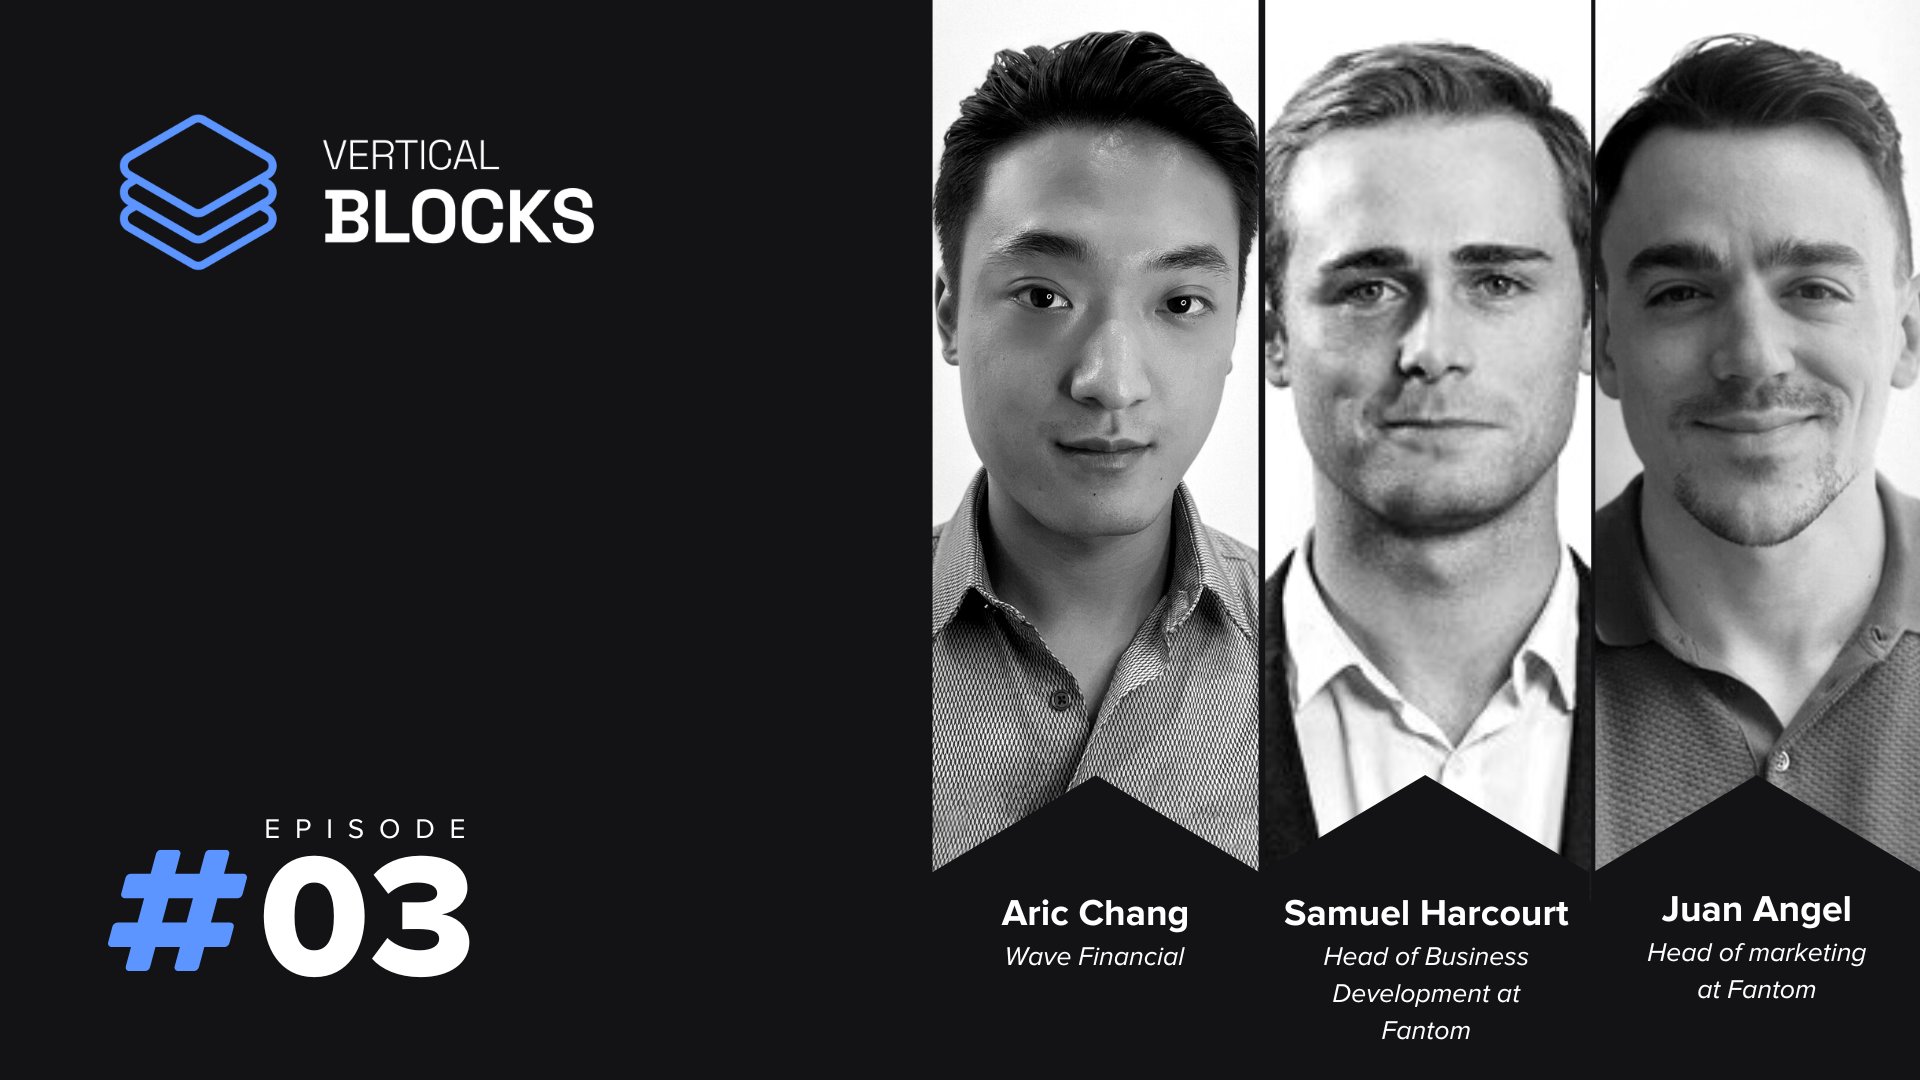 VERTICAL
BLOCKS
EPISODE
#03
Aric Chang
Wave Financial
Samuel Harcourt
Head of Business
Development at
Fantom
Juan Angel
Head of marketing
at Fantom